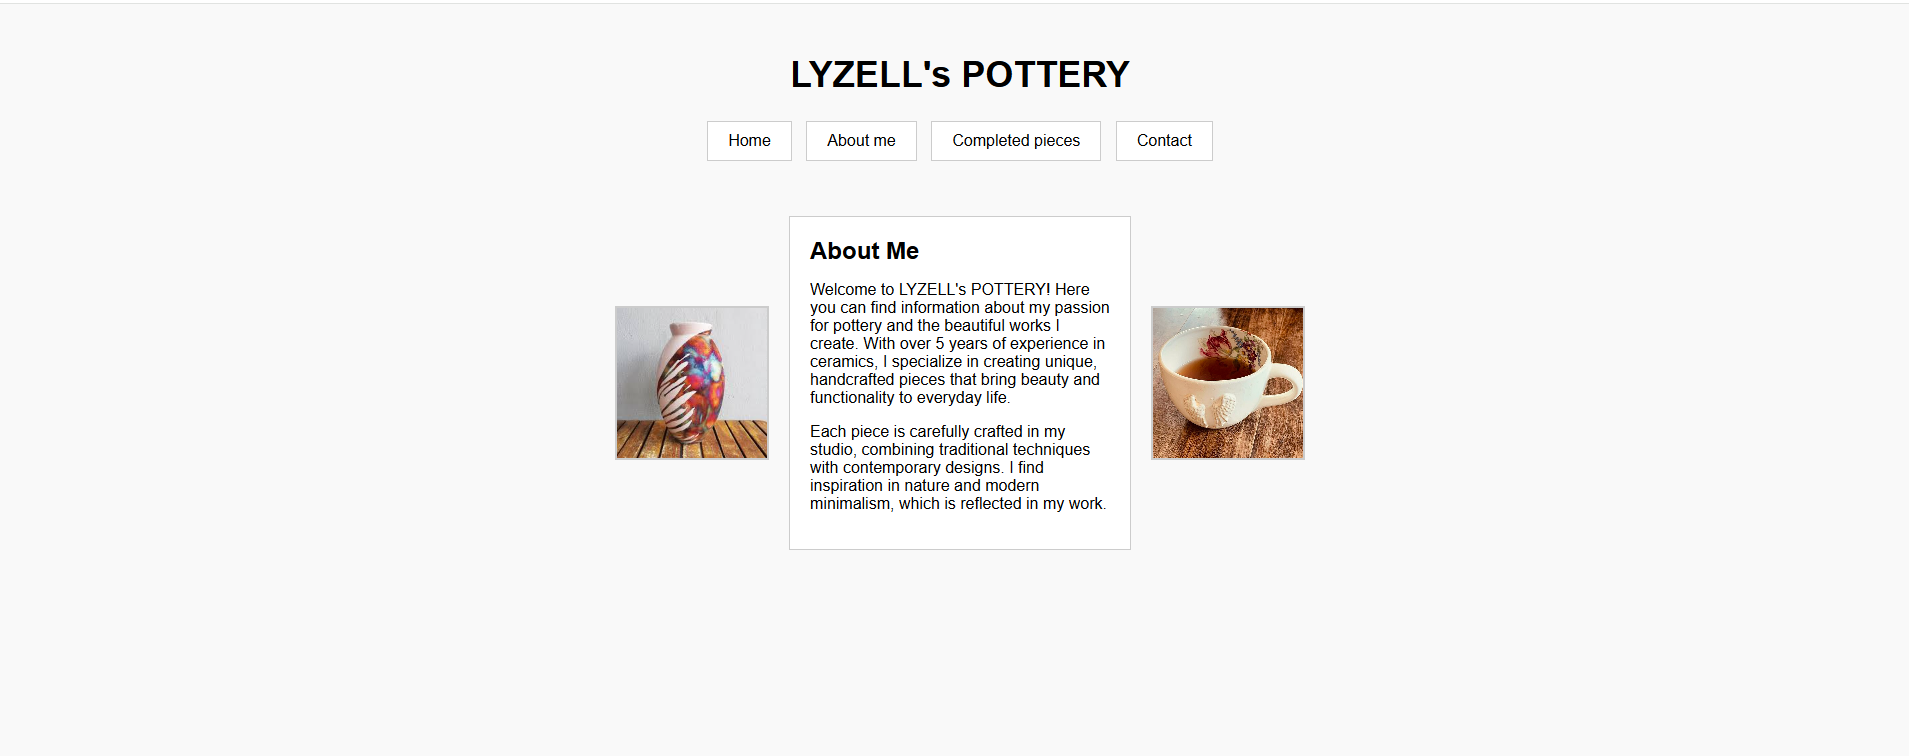 LYZELL's POTTERY
Home
About me
Completed pieces
Contact
About Me
Welcome to LYZELL's POTTERY! Here
you can find information about my passion
for pottery and the beautiful works I
create. With over 5 years of experience in
ceramics, I specialize in creating unique,
handcrafted pieces that bring beauty and
functionality to everyday life.
Each piece is carefully crafted in my
studio, combining traditional techniques
with contemporary designs. I find
inspiration in nature and modern
minimalism, which is reflected in my work.